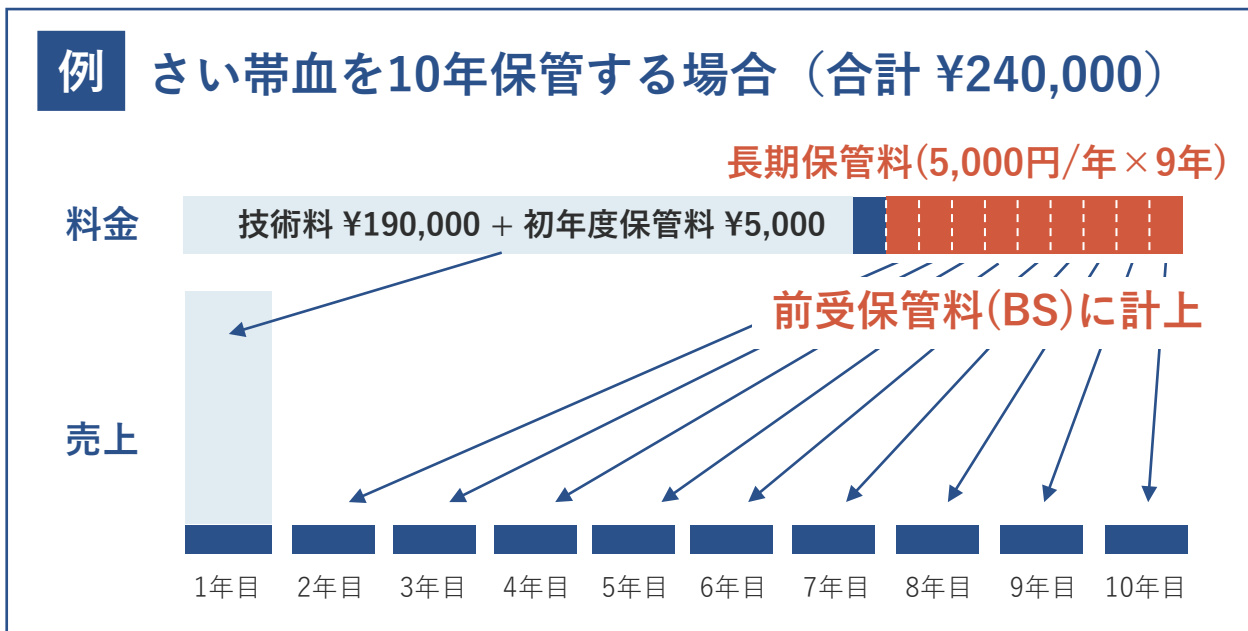 例 さい帯血を10年保管する場合（合計 ¥240,000）
長期保管料(5,000円/年×9年)
料金
技術料 ¥190,000 + 初年度保管料 ¥5,000
前受保管料(BS)に計上
売上
1年目 2年目 3年目 4年目 5年目 6年目 7年目 8年目 9年目 10年目